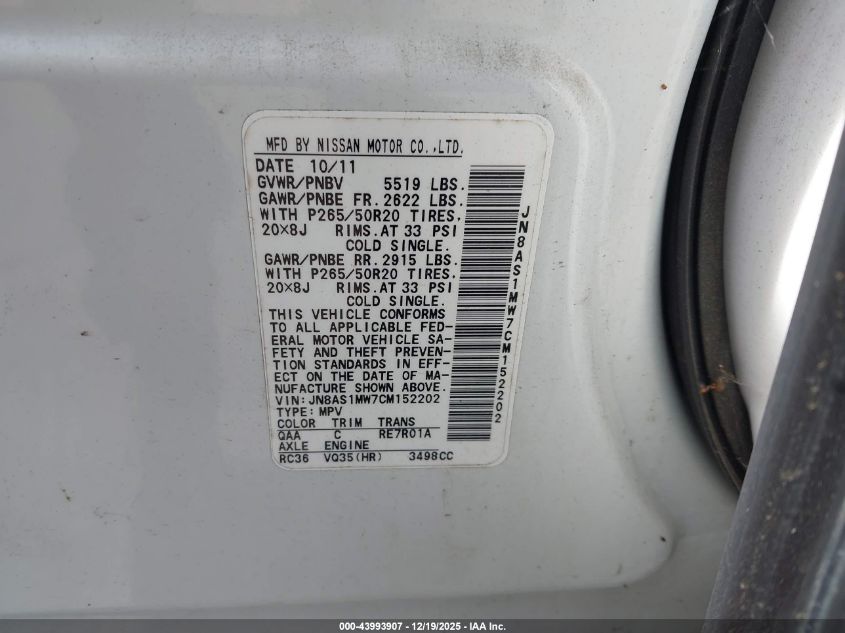 MFD BY NISSAN MOTOR CO.,LTD.
DATE 10/11
GVWR/PNBV 5519 LBS.
GAWR/PNBE FR. 2622 LBS.
WITH P265/50R20 TIRES,
20×8J RIMS.AT 33 PSI
COLD SINGLE.
GAWR/PNBE RR. 2915 LBS.
WITH P265/50R20 TIRES,
20×8J RIMS.AT 33 PSI
COLD SINGLE.
THIS VEHICLE CONFORMS
TO ALL APPLICABLE FED-
ERAL MOTOR VEHICLE SA-
FETY AND THEFT PREVEN-
TION STANDARDS IN EFF-
ECT ON THE DATE OF MA-
NUFACTURE SHOWN ABOVE.
VIN: JN8AS1MW7CM152202
TYPE: MPV
COLOR TRIM TRANS
QAA C RE7R01A
AXLE ENGINE
RC36 VQ35(HR) 3498CC
JN8AS1MW7CM152202
000-43993907 - 12/19/2025 - IAA Inc.